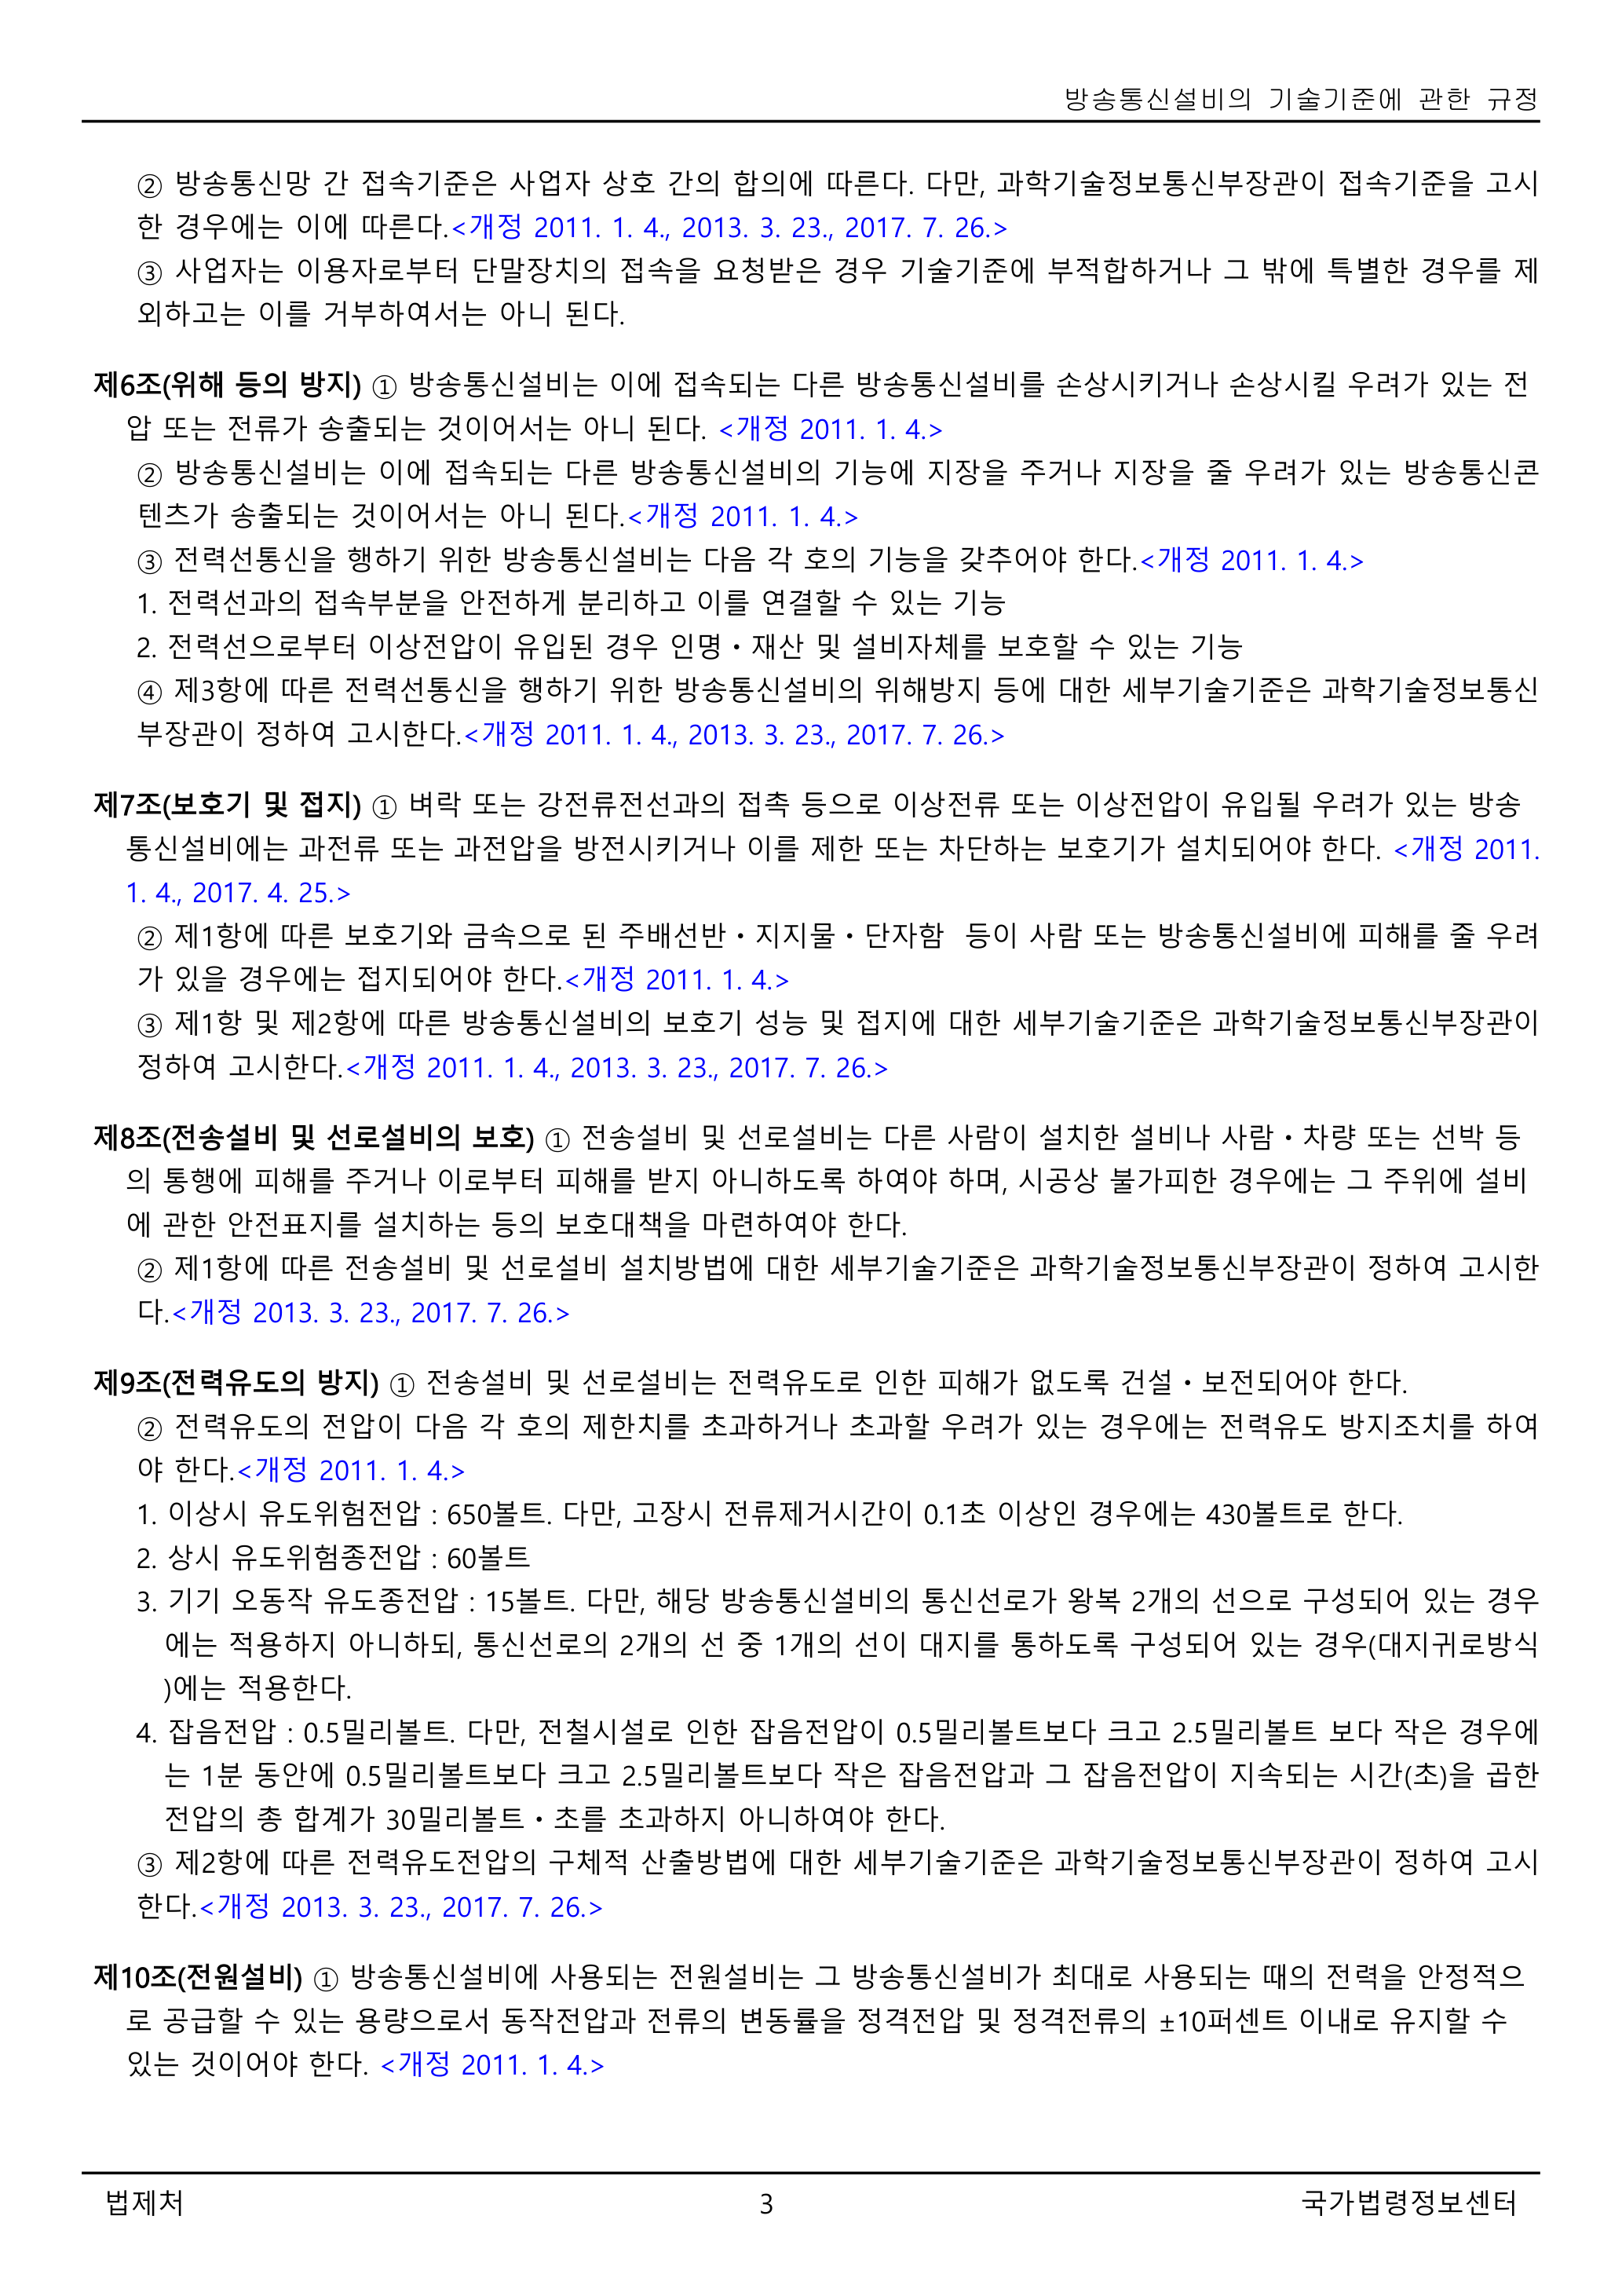 방송통신설비의 기술기준에 관한 규정
② 방송통신망 간 접속기준은 사업자 상호 간의 합의에 따른다. 다만, 과학기술정보통신부장관이 접속기준을 고시
한 경우에는 이에 따른다.<개정 2011. 1. 4., 2013. 3. 23., 2017. 7. 26.>
③ 사업자는 이용자로부터 단말장치의 접속을 요청받은 경우 기술기준에 부적합하거나 그 밖에 특별한 경우를 제
외하고는 이를 거부하여서는 아니 된다.
제6조(위해 등의 방지) ① 방송통신설비는 이에 접속되는 다른 방송통신설비를 손상시키거나 손상시킬 우려가 있는 전
압 또는 전류가 송출되는 것이어서는 아니 된다. <개정 2011. 1. 4.>
② 방송통신설비는 이에 접속되는 다른 방송통신설비의 기능에 지장을 주거나 지장을 줄 우려가 있는 방송통신콘
텐츠가 송출되는 것이어서는 아니 된다.<개정 2011. 1. 4.>
③ 전력선통신을 행하기 위한 방송통신설비는 다음 각 호의 기능을 갖추어야 한다.<개정 2011. 1. 4.>
1. 전력선과의 접속부분을 안전하게 분리하고 이를 연결할 수 있는 기능
2. 전력선으로부터 이상전압이 유입된 경우 인명ㆍ재산 및 설비자체를 보호할 수 있는 기능
④ 제3항에 따른 전력선통신을 행하기 위한 방송통신설비의 위해방지 등에 대한 세부기술기준은 과학기술정보통신
부장관이 정하여 고시한다.<개정 2011. 1. 4., 2013. 3. 23., 2017. 7. 26.>
제7조(보호기 및 접지) ① 벼락 또는 강전류전선과의 접촉 등으로 이상전류 또는 이상전압이 유입될 우려가 있는 방송
통신설비에는 과전류 또는 과전압을 방전시키거나 이를 제한 또는 차단하는 보호기가 설치되어야 한다. <개정 2011.
1. 4., 2017. 4. 25.>
② 제1항에 따른 보호기와 금속으로 된 주배선반ㆍ지지물ㆍ단자함  등이 사람 또는 방송통신설비에 피해를 줄 우려
가 있을 경우에는 접지되어야 한다.<개정 2011. 1. 4.>
③ 제1항 및 제2항에 따른 방송통신설비의 보호기 성능 및 접지에 대한 세부기술기준은 과학기술정보통신부장관이
정하여 고시한다.<개정 2011. 1. 4., 2013. 3. 23., 2017. 7. 26.>
제8조(전송설비 및 선로설비의 보호) ① 전송설비 및 선로설비는 다른 사람이 설치한 설비나 사람ㆍ차량 또는 선박 등
의 통행에 피해를 주거나 이로부터 피해를 받지 아니하도록 하여야 하며, 시공상 불가피한 경우에는 그 주위에 설비
에 관한 안전표지를 설치하는 등의 보호대책을 마련하여야 한다.
② 제1항에 따른 전송설비 및 선로설비 설치방법에 대한 세부기술기준은 과학기술정보통신부장관이 정하여 고시한
다.<개정 2013. 3. 23., 2017. 7. 26.>
제9조(전력유도의 방지) ① 전송설비 및 선로설비는 전력유도로 인한 피해가 없도록 건설ㆍ보전되어야 한다.
② 전력유도의 전압이 다음 각 호의 제한치를 초과하거나 초과할 우려가 있는 경우에는 전력유도 방지조치를 하여
야 한다.<개정 2011. 1. 4.>
1. 이상시 유도위험전압 : 650볼트. 다만, 고장시 전류제거시간이 0.1초 이상인 경우에는 430볼트로 한다.
2. 상시 유도위험종전압 : 60볼트
3. 기기 오동작 유도종전압 : 15볼트. 다만, 해당 방송통신설비의 통신선로가 왕복 2개의 선으로 구성되어 있는 경우
에는 적용하지 아니하되, 통신선로의 2개의 선 중 1개의 선이 대지를 통하도록 구성되어 있는 경우(대지귀로방식
)에는 적용한다.
4. 잡음전압 : 0.5밀리볼트. 다만, 전철시설로 인한 잡음전압이 0.5밀리볼트보다 크고 2.5밀리볼트 보다 작은 경우에
는 1분 동안에 0.5밀리볼트보다 크고 2.5밀리볼트보다 작은 잡음전압과 그 잡음전압이 지속되는 시간(초)을 곱한
전압의 총 합계가 30밀리볼트ㆍ초를 초과하지 아니하여야 한다.
③ 제2항에 따른 전력유도전압의 구체적 산출방법에 대한 세부기술기준은 과학기술정보통신부장관이 정하여 고시
한다.<개정 2013. 3. 23., 2017. 7. 26.>
제10조(전원설비) ① 방송통신설비에 사용되는 전원설비는 그 방송통신설비가 최대로 사용되는 때의 전력을 안정적으
로 공급할 수 있는 용량으로서 동작전압과 전류의 변동률을 정격전압 및 정격전류의 ±10퍼센트 이내로 유지할 수
있는 것이어야 한다. <개정 2011. 1. 4.>
법제처
3
국가법령정보센터